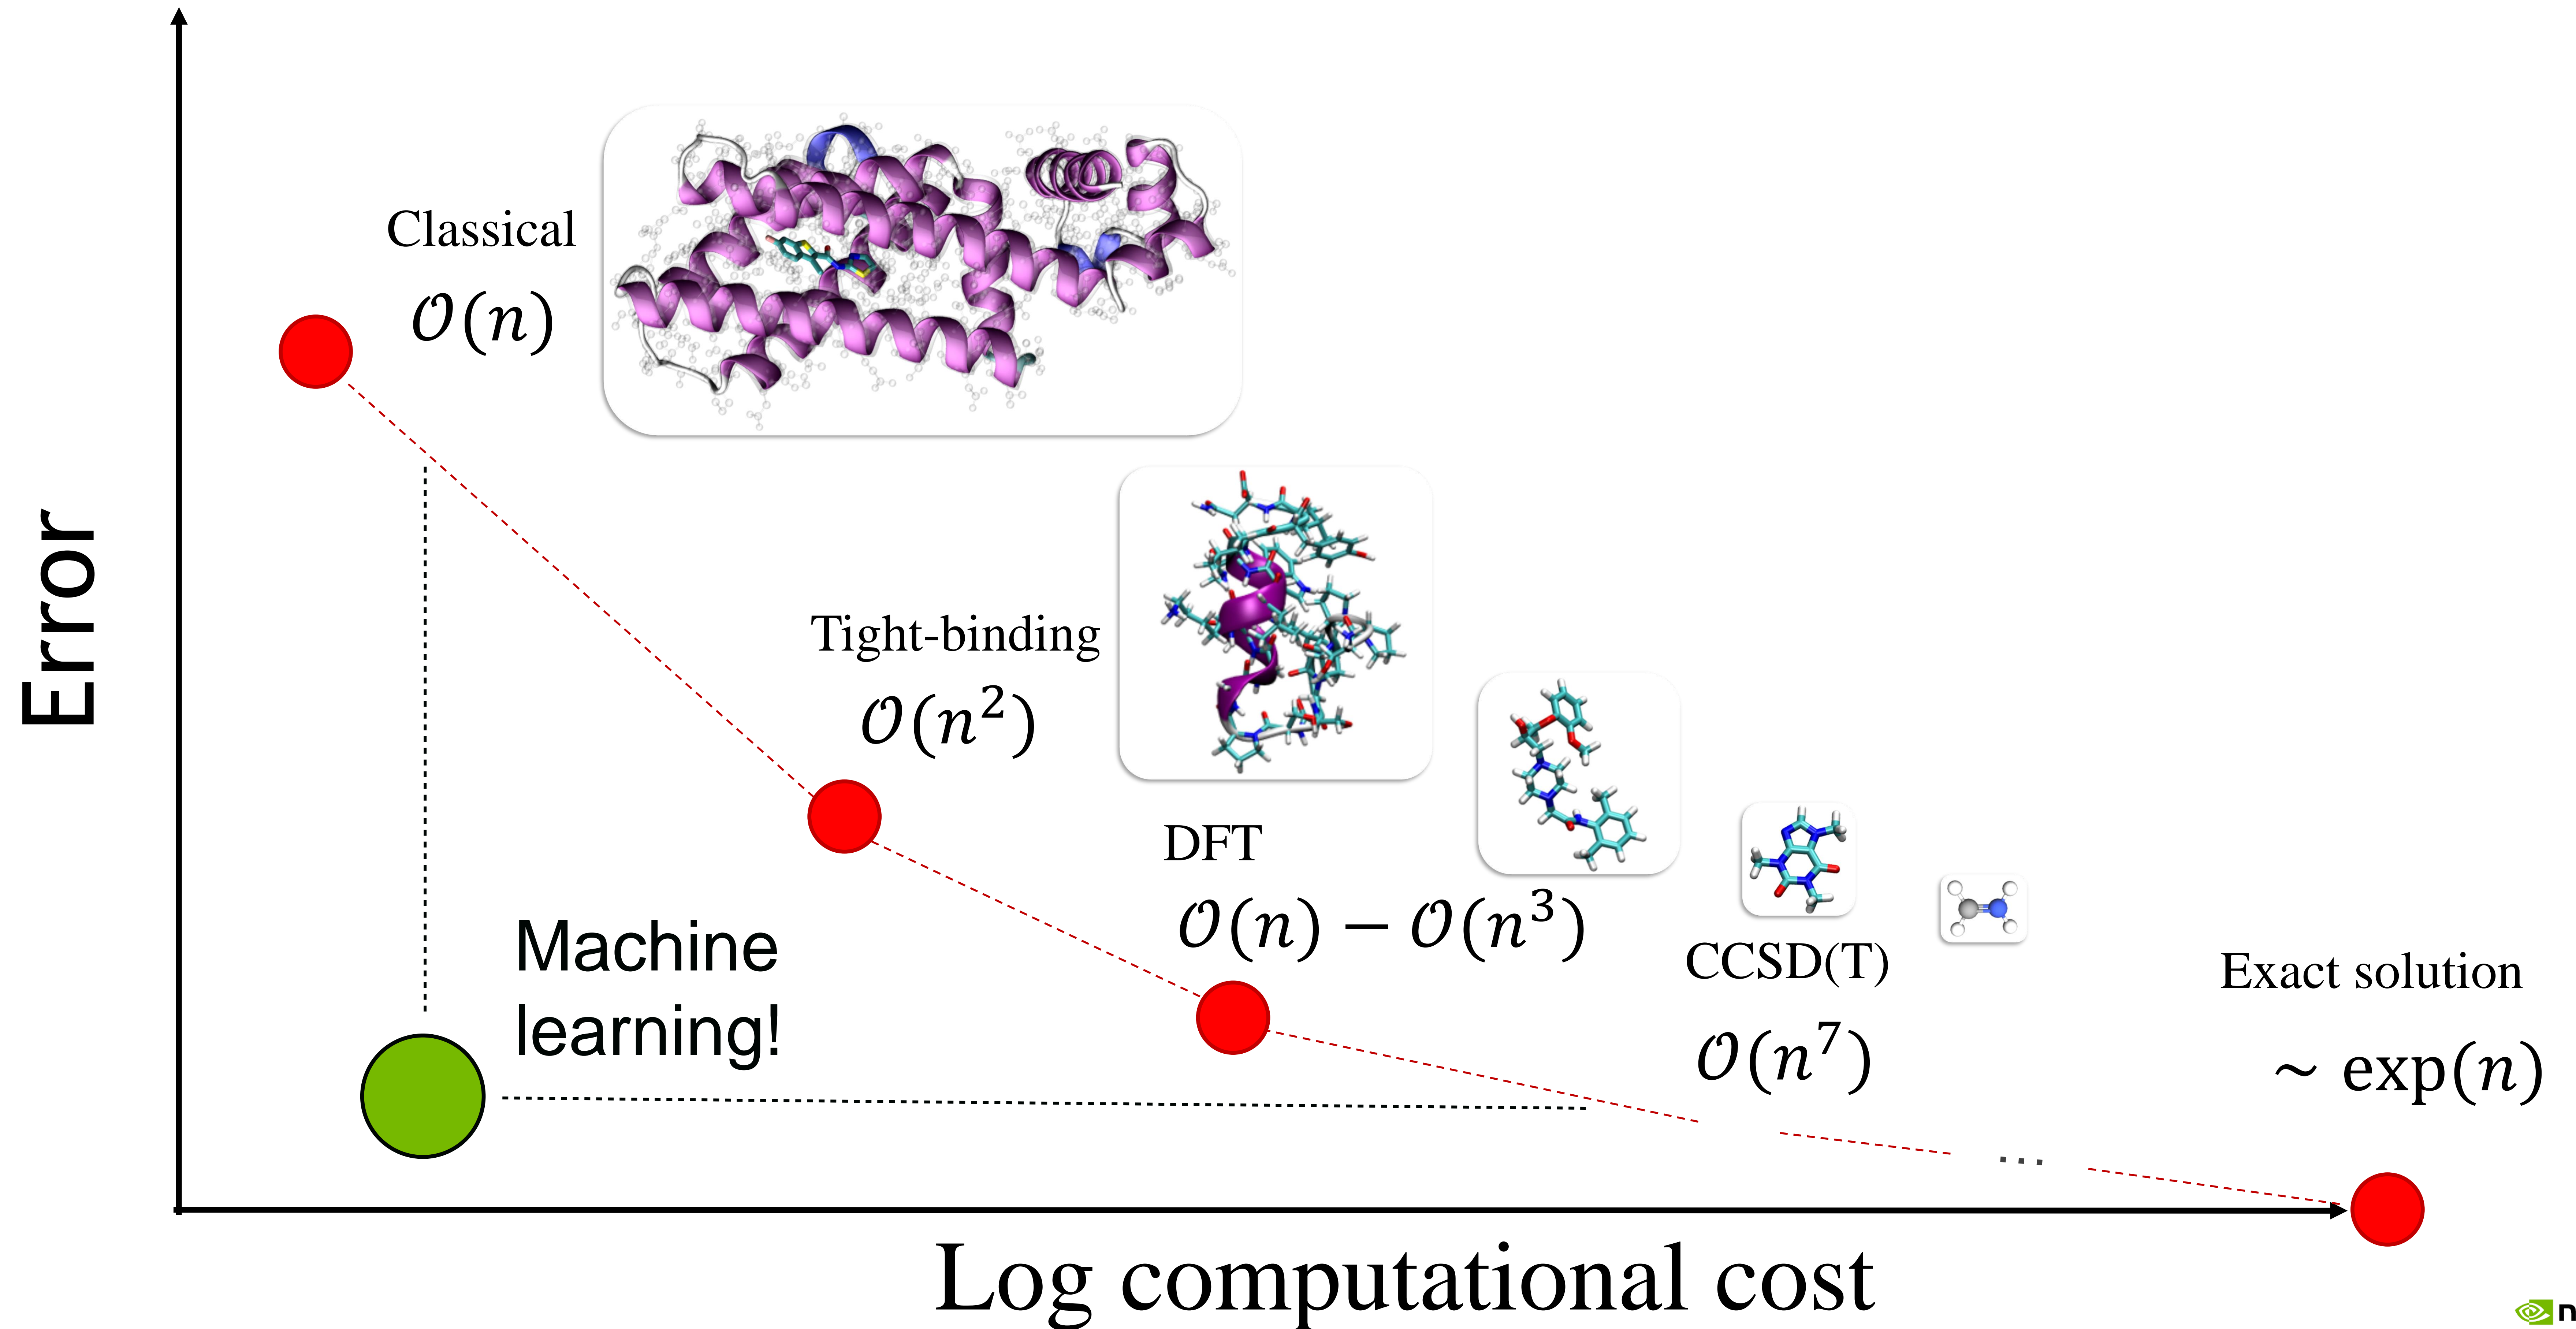 Error
Classical
𝒪(n)
Tight-binding
𝒪(n²)
DFT
𝒪(n) − 𝒪(n³)
CCSD(T)
𝒪(n⁷)
Exact solution
~ exp(n)
Machine
learning!
...
Log computational cost